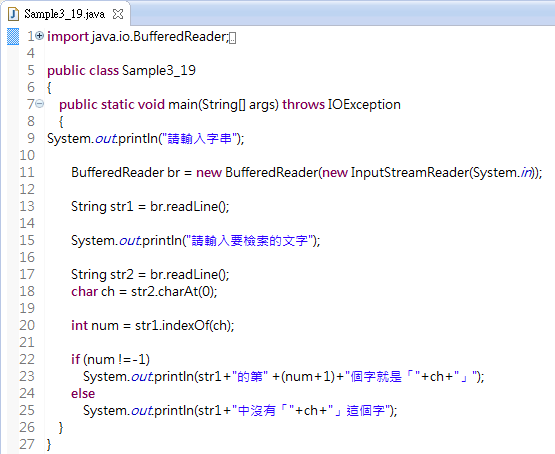 Sample3_19.java
1 import java.io.BufferedReader;
4
5 public class Sample3_19
6 {
7 public static void main(String[] args) throws IOException
8 {
9 System.out.println("請輸入字串");
10
11 BufferedReader br = new BufferedReader(new InputStreamReader(System.in));
12
13 String str1 = br.readLine();
14
15 System.out.println("請輸入要檢索的文字");
16
17 String str2 = br.readLine();
18 char ch = str2.charAt(0);
19
20 int num = str1.indexOf(ch);
21
22 if (num !=-1)
23 System.out.println(str1+"的第" +(num+1)+"個字就是「"+ch+"」");
24 else
25 System.out.println(str1+"中沒有「"+ch+"」這個字");
26 }
27 }